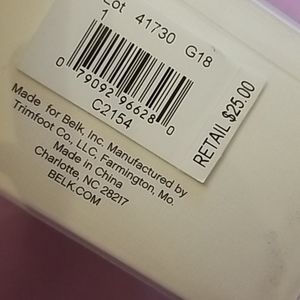 Lot 41730 G18
1
0 79092 96628 0
C2154
RETAIL $25.00
Made for Belk, Inc. Manufactured by
Trimfoot Co., LLC, Farmington, Mo.
Made in China
Charlotte, NC 28217
BELK.COM